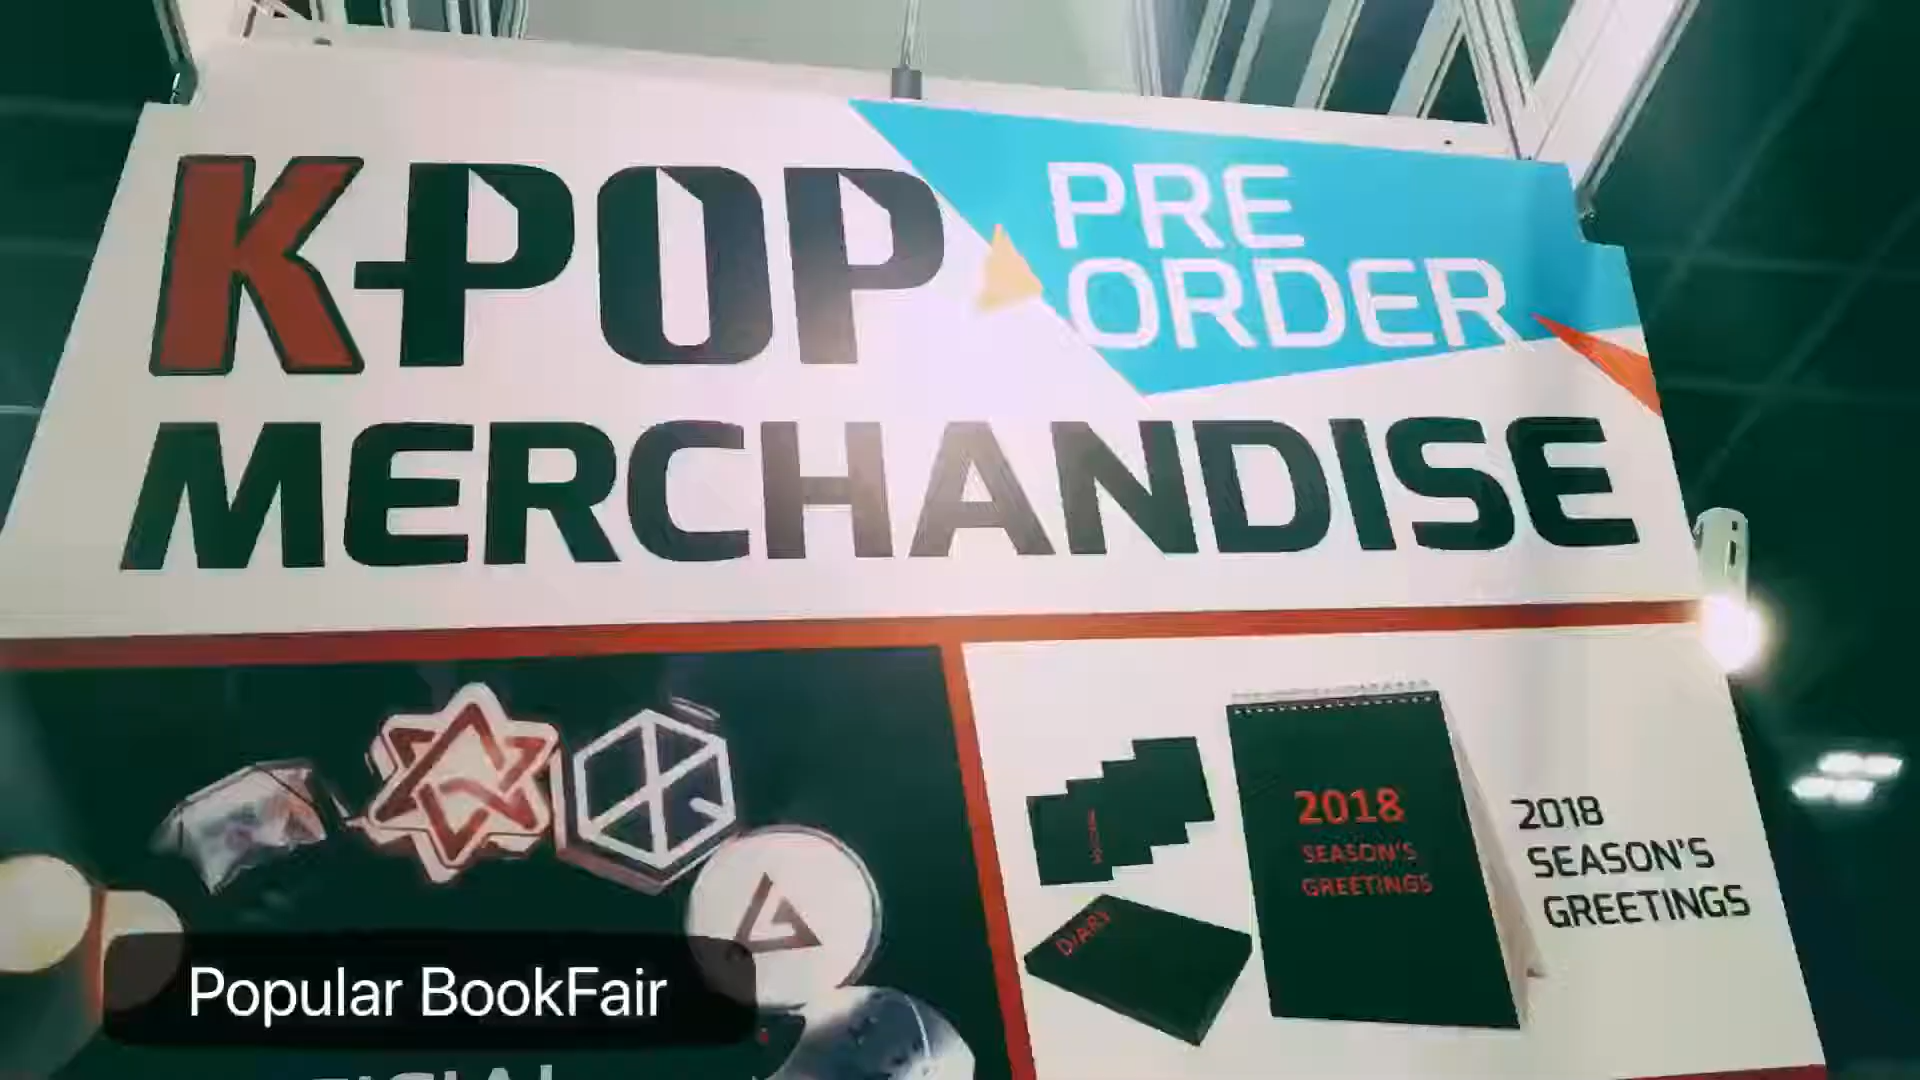 KPOP
PRE
ORDER
MERCHANDISE
2018
SEASON'S
GREETINGS
DIARY
2018
SEASON'S
GREETINGS
Popular BookFair